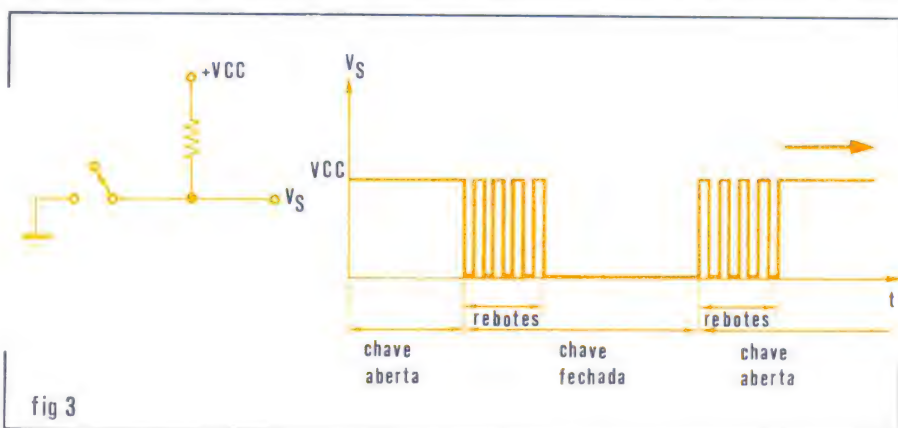 +VCC
VS
VS
VCC
t
rebotes
rebotes
chave
aberta
chave
fechada
chave
aberta
fig 3